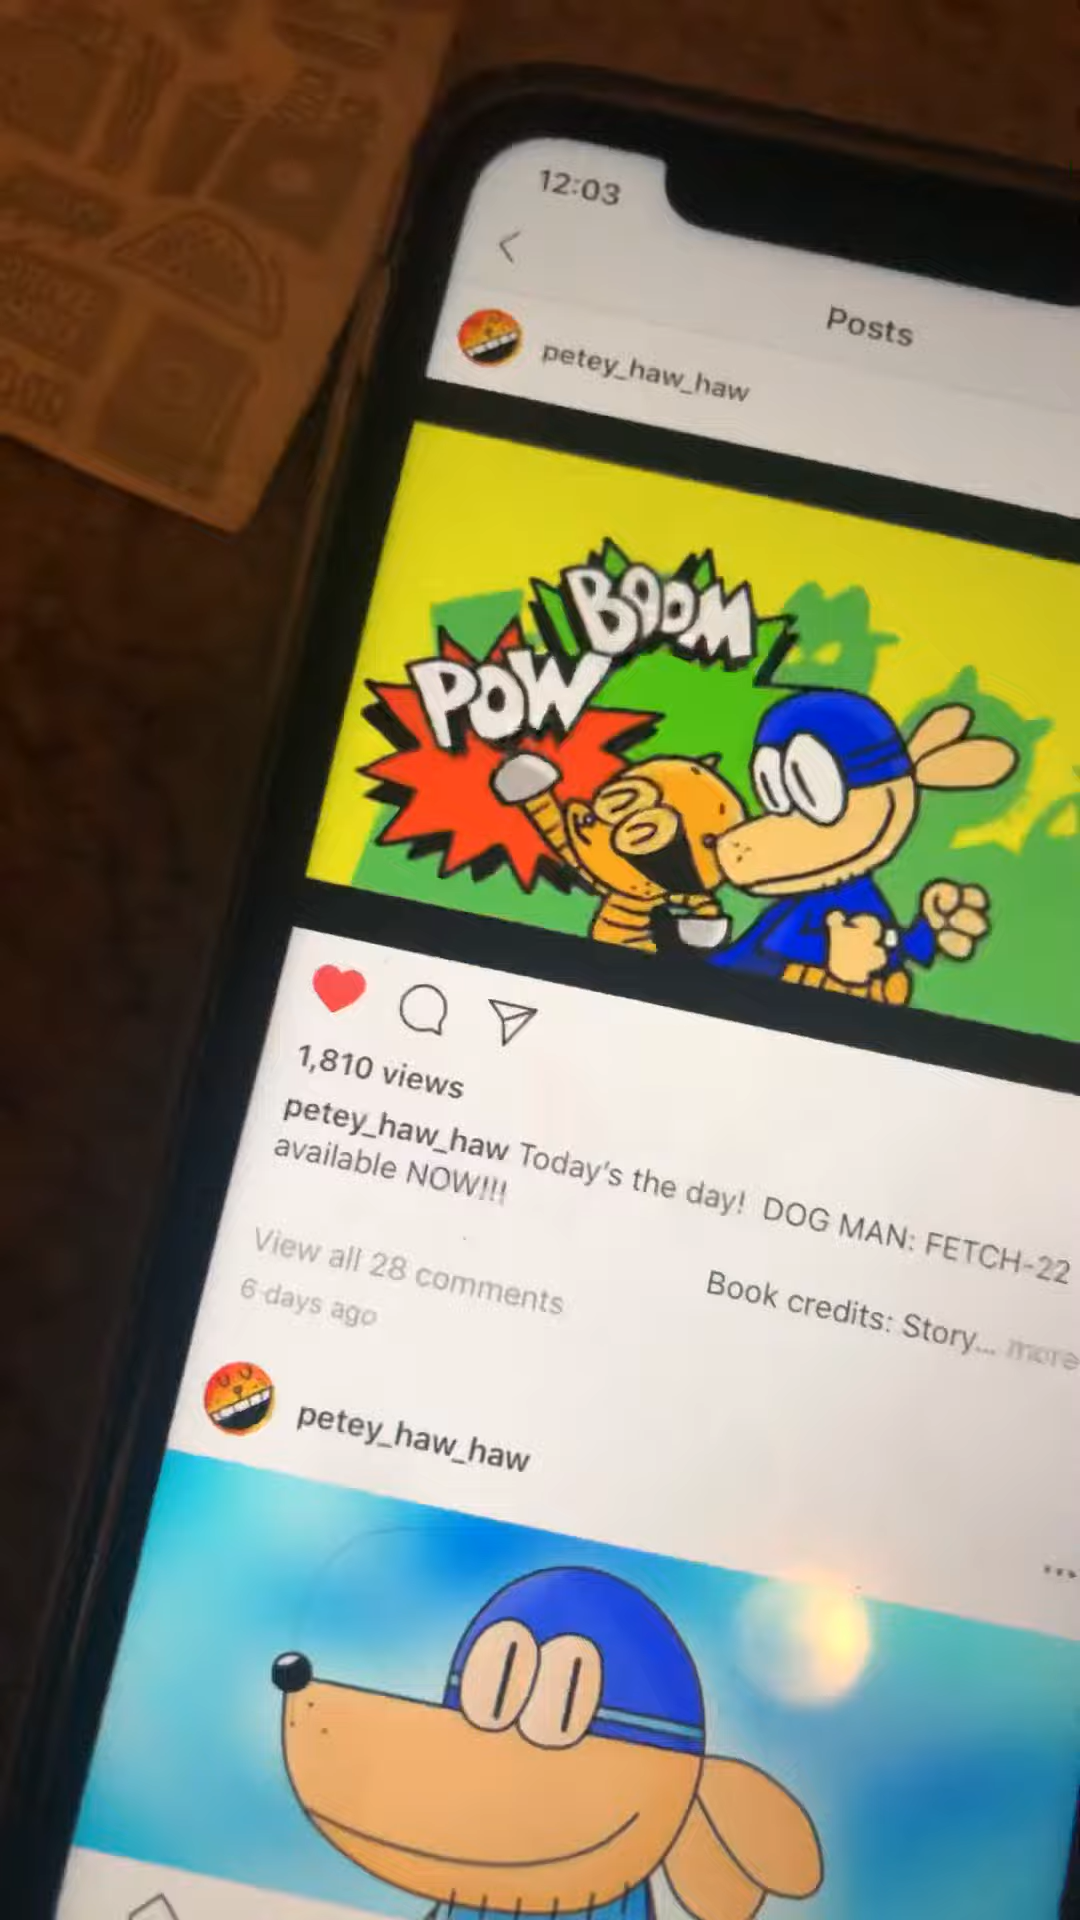 12:03
Posts
petey_haw_haw
BOOM
POW
1,810 views
petey_haw_haw Today's the day! DOG MAN: FETCH-22
available NOW!!!
Book credits: Story... more
View all 28 comments
6 days ago
petey_haw_haw